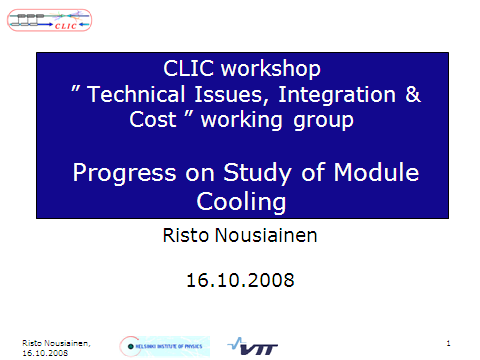 CLIC
CLIC workshop
” Technical Issues, Integration &
Cost ” working group
Progress on Study of Module
Cooling
Risto Nousiainen
16.10.2008
Risto Nousiainen,
16.10.2008
HELSINKI INSTITUTE OF PHYSICS
VTT
1